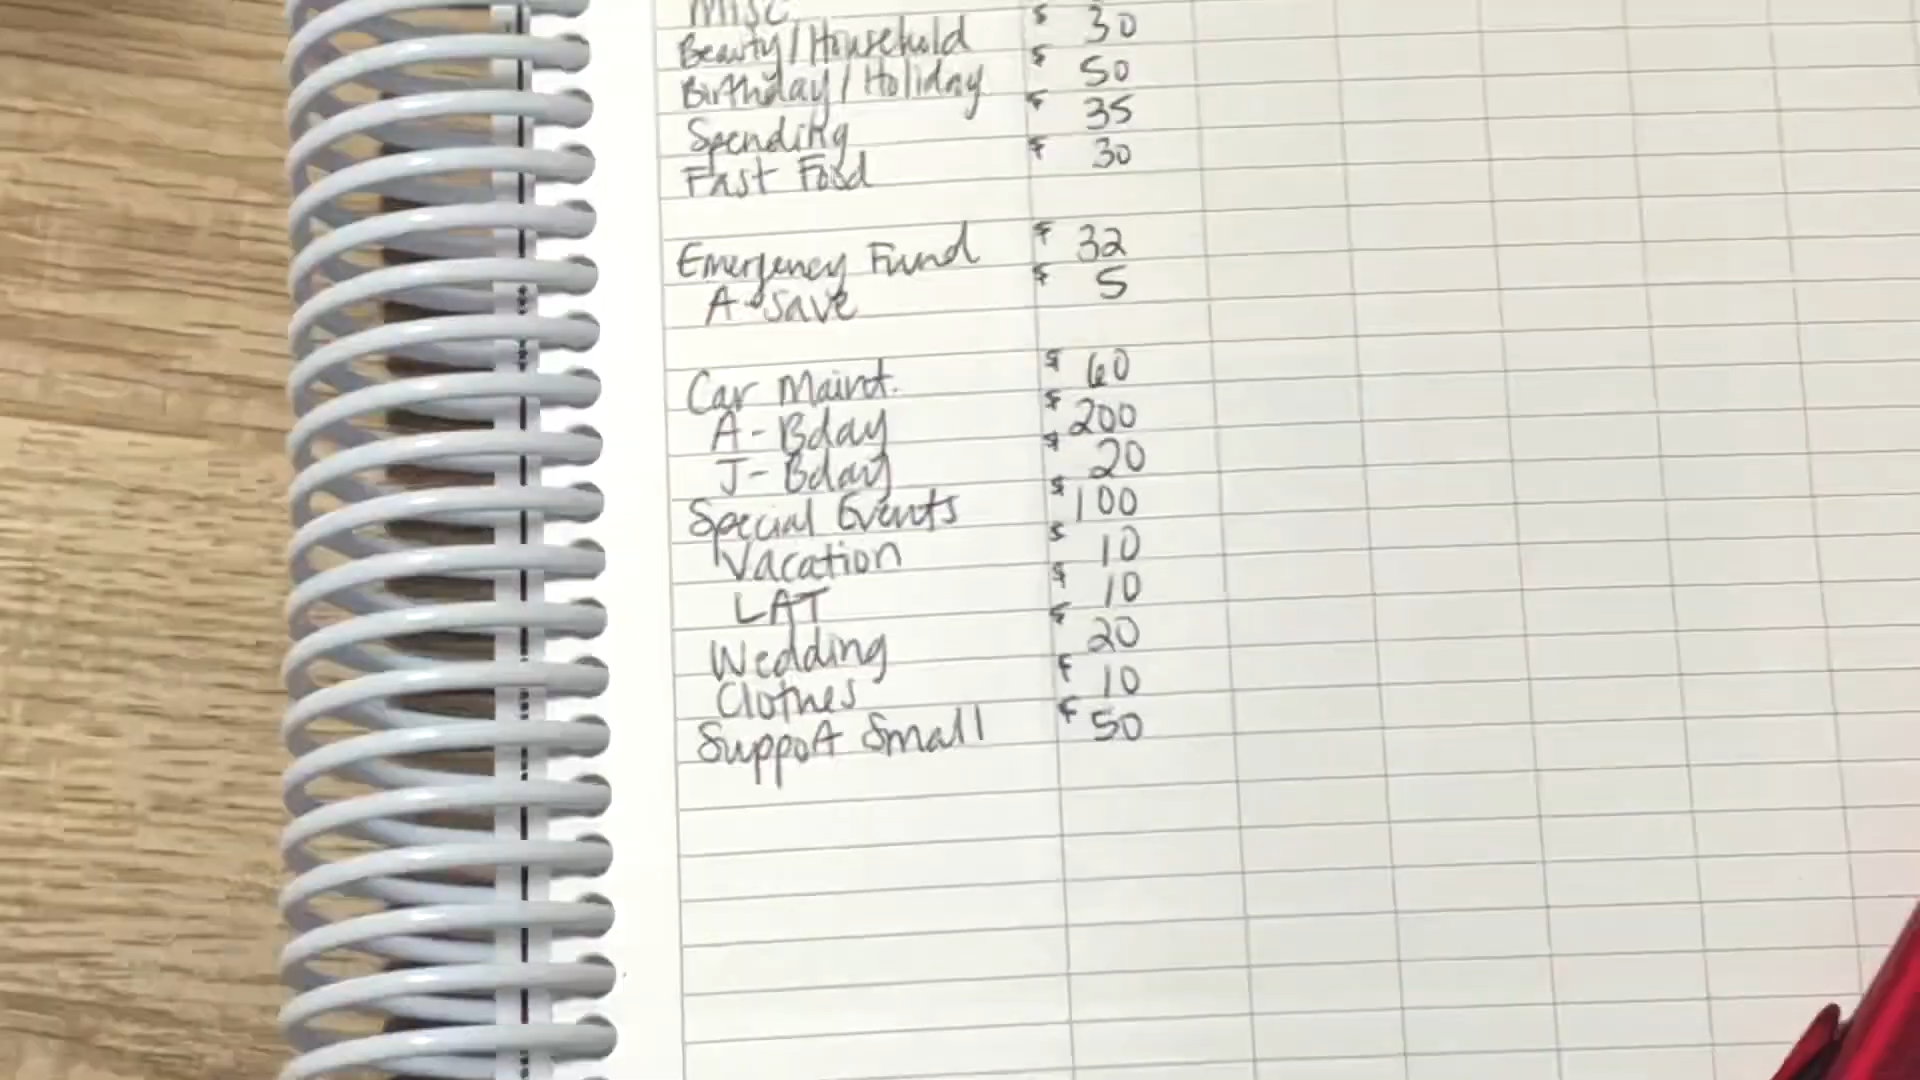 Misc
Beauty/Household $ 30
Birthday/Holiday $ 50
Spending $ 35
Fast Food $ 30
Emergency Fund $ 32
A-Save $ 5
Car Maint. $ 60
A-Bday $ 200
J-Bday $ 20
Special Events $ 100
Vacation $ 10
LAT $ 10
Wedding $ 20
Clothes $ 10
Support Small $ 50